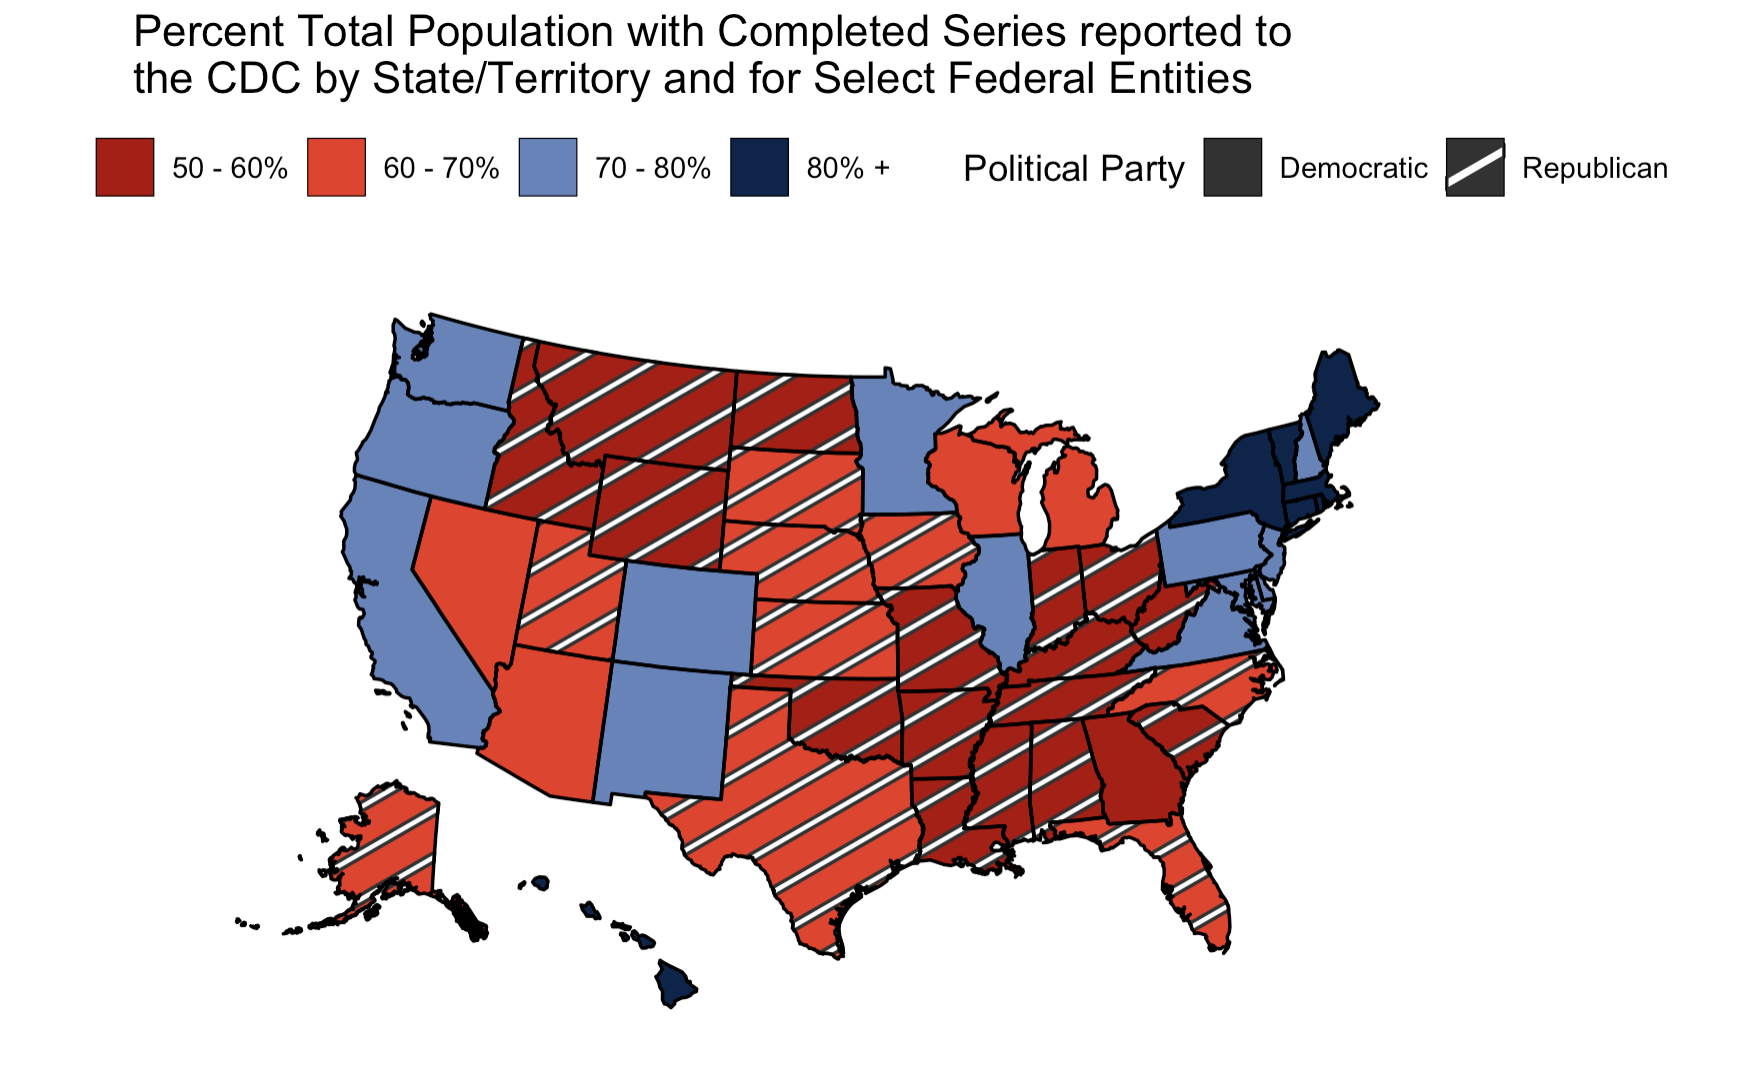 Percent Total Population with Completed Series reported to
the CDC by State/Territory and for Select Federal Entities
50 - 60% 60 - 70% 70 - 80% 80% + Political Party Democratic Republican